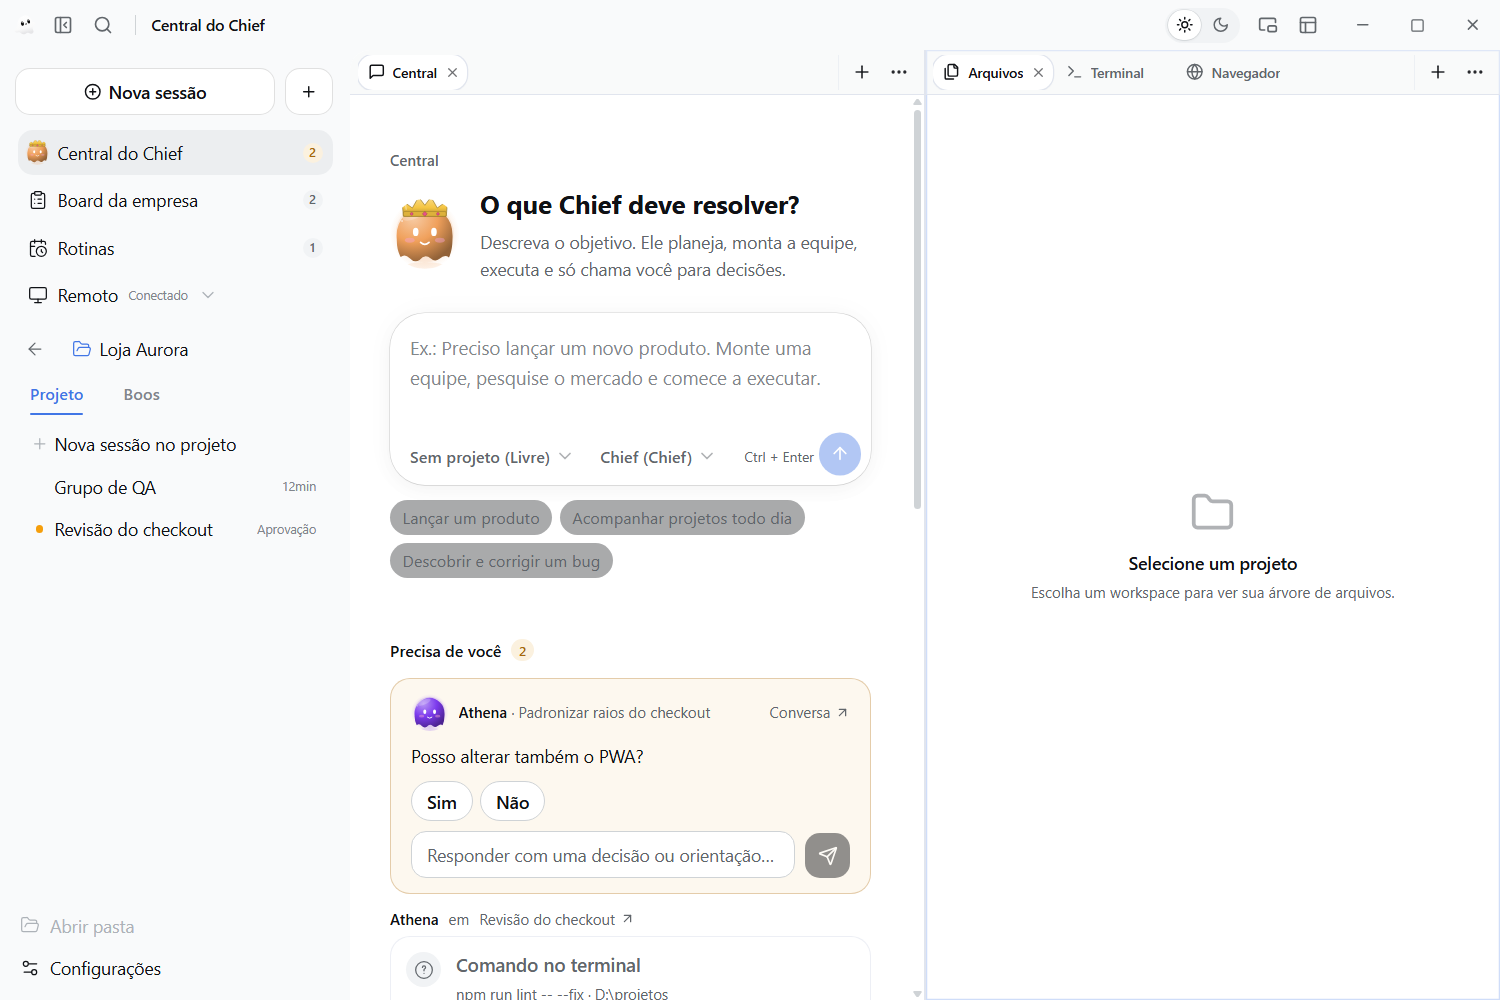 Central do Chief
Nova sessão
Central do Chief 2
Board da empresa 2
Rotinas 1
Remoto Conectado
Loja Aurora
Projeto Boos
Nova sessão no projeto
Grupo de QA 12min
Revisão do checkout Aprovação
Abrir pasta
Configurações
Central
Central
O que Chief deve resolver?
Descreva o objetivo. Ele planeja, monta a equipe,
executa e só chama você para decisões.
Ex.: Preciso lançar um novo produto. Monte uma
equipe, pesquise o mercado e comece a executar.
Sem projeto (Livre) Chief (Chief) Ctrl + Enter
Lançar um produto Acompanhar projetos todo dia
Descobrir e corrigir um bug
Precisa de você 2
Athena · Padronizar raios do checkout Conversa
Posso alterar também o PWA?
Sim Não
Responder com uma decisão ou orientação...
Athena em Revisão do checkout
Comando no terminal
npm run lint -- --fix · D:\projetos
Arquivos Terminal Navegador
Selecione um projeto
Escolha um workspace para ver sua árvore de arquivos.